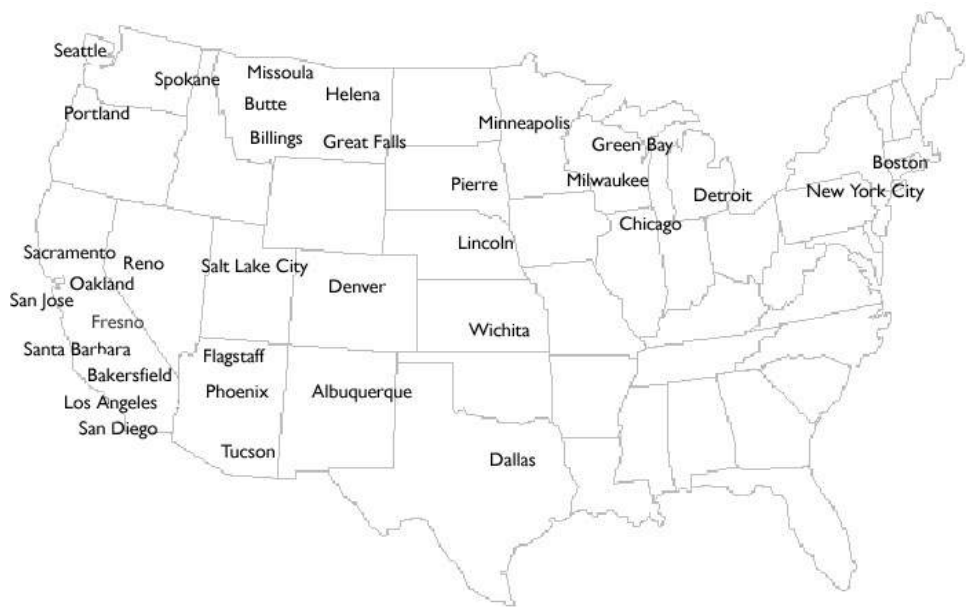 Seattle
Spokane
Missoula
Helena
Butte
Portland
Billings
Great Falls
Minneapolis
Green Bay
Boston
Pierre
Milwaukee
Detroit
New York City
Chicago
Sacramento
Reno
Salt Lake City
Lincoln
Oakland
Denver
San Jose
Fresno
Wichita
Santa Barbara
Flagstaff
Bakersfield
Phoenix
Albuquerque
Los Angeles
San Diego
Tucson
Dallas